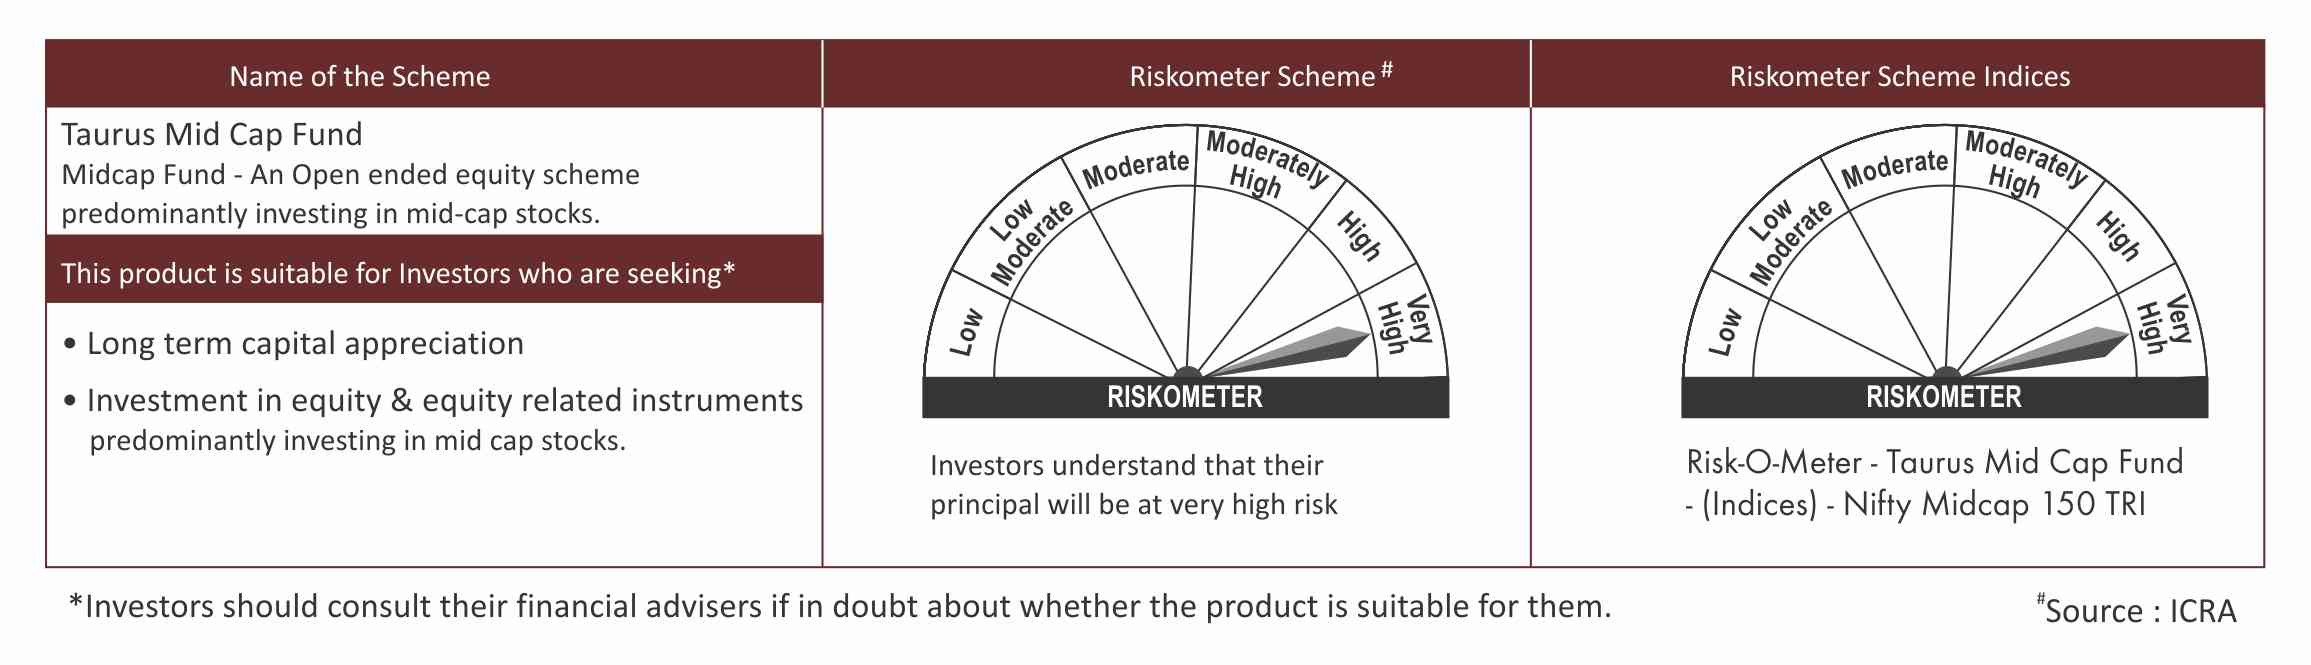 Name of the Scheme
Riskometer Scheme#
Riskometer Scheme Indices
Taurus Mid Cap Fund
Midcap Fund - An Open ended equity scheme
predominantly investing in mid-cap stocks.
This product is suitable for Investors who are seeking*
• Long term capital appreciation
• Investment in equity & equity related instruments
predominantly investing in mid cap stocks.
Low
Low
Moderate
Moderate
Moderately
High
High
Very
High
RISKOMETER
Investors understand that their
principal will be at very high risk
Low
Low
Moderate
Moderate
Moderately
High
High
Very
High
RISKOMETER
Risk-O-Meter - Taurus Mid Cap Fund
- (Indices) - Nifty Midcap 150 TRI
*Investors should consult their financial advisers if in doubt about whether the product is suitable for them.
#Source : ICRA